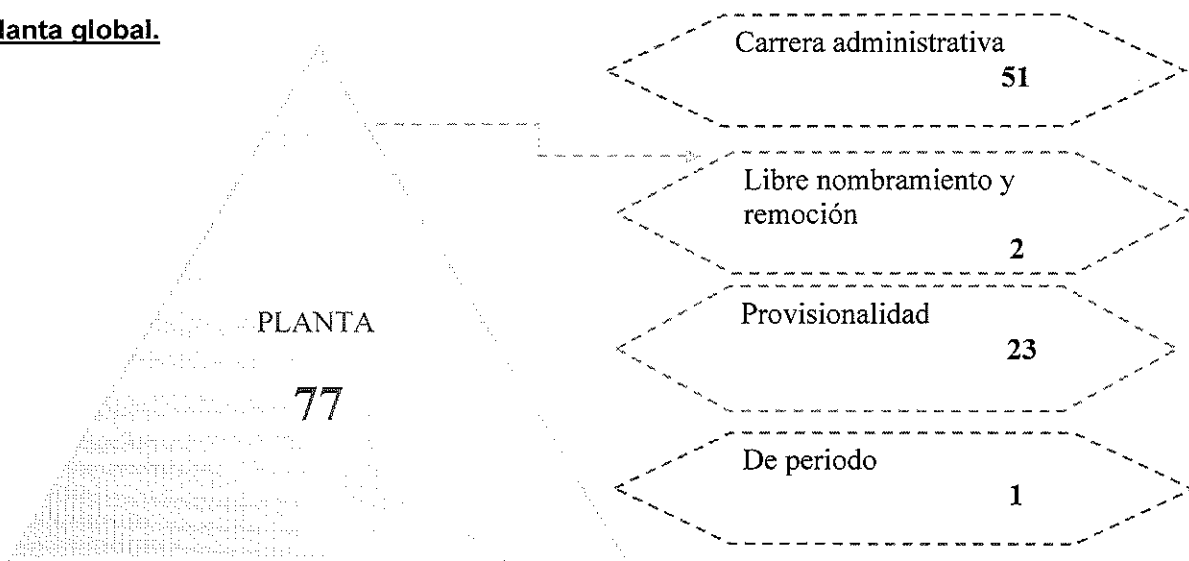 lanta global.
Carrera administrativa
51
Libre nombramiento y
remoción
2
PLANTA
77
Provisionalidad
23
De periodo
1